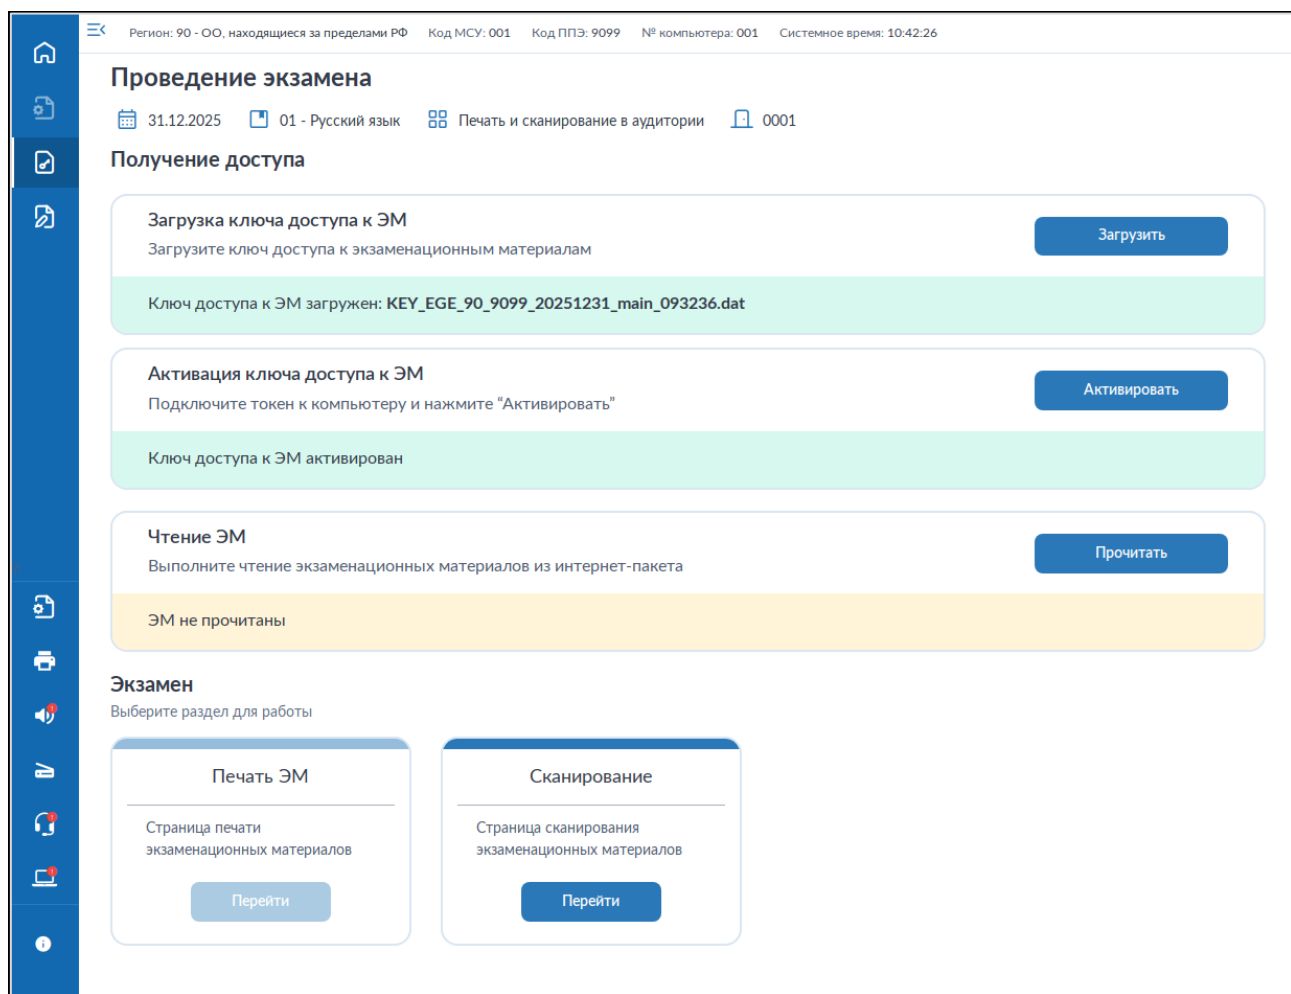 Регион: 90 - ОО, находящиеся за пределами РФ Код МСУ: 001 Код ППЭ: 9099 № компьютера: 001 Системное время: 10:42:26
Проведение экзамена
31.12.2025 01 - Русский язык Печать и сканирование в аудитории 0001
Получение доступа
Загрузка ключа доступа к ЭМ
Загрузите ключ доступа к экзаменационным материалам
Загрузить
Ключ доступа к ЭМ загружен: KEY_EGE_90_9099_20251231_main_093236.dat
Активация ключа доступа к ЭМ
Подключите токен к компьютеру и нажмите “Активировать”
Активировать
Ключ доступа к ЭМ активирован
Чтение ЭМ
Выполните чтение экзаменационных материалов из интернет-пакета
Прочитать
ЭМ не прочитаны
Экзамен
Выберите раздел для работы
Печать ЭМ
Страница печати
экзаменационных материалов
Перейти
Сканирование
Страница сканирования
экзаменационных материалов
Перейти